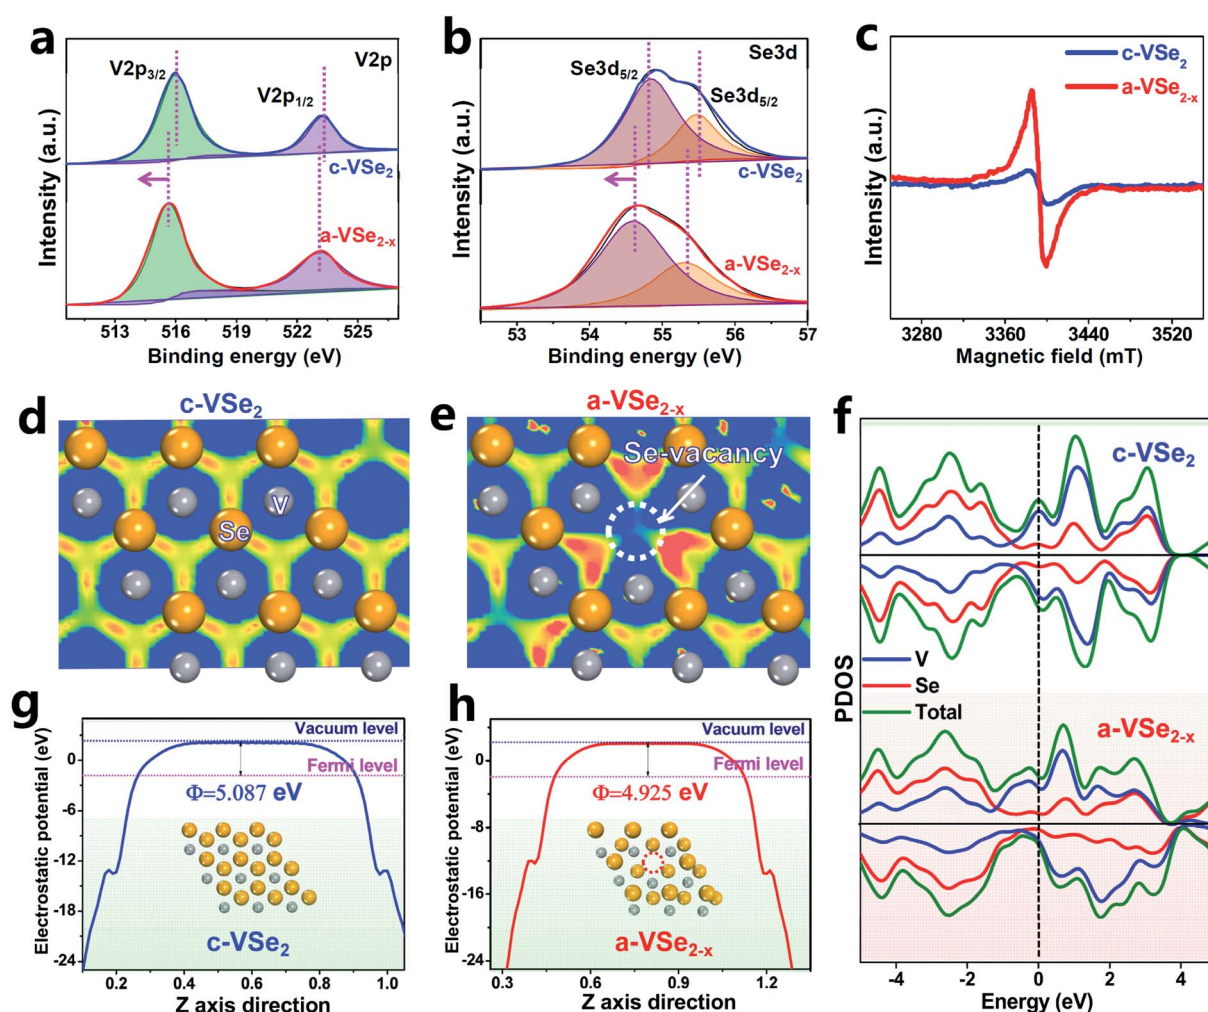 a
V2p
V2p3/2
V2p1/2
c-VSe2
a-VSe2-x
Intensity (a.u.)
513 516 519 522 525
Binding energy (eV)
b
Se3d
Se3d5/2
Se3d5/2
c-VSe2
a-VSe2-x
Intensity (a.u.)
53 54 55 56 57
Binding energy (eV)
c
c-VSe2
a-VSe2-x
Intensity (a.u.)
3280 3360 3440 3520
Magnetic field (mT)
d
c-VSe2
V
Se
e
a-VSe2-x
Se-vacancy
f
c-VSe2
V
Se
Total
a-VSe2-x
PDOS
-4 -2 0 2 4
Energy (eV)
g
Vacuum level
Fermi level
Φ=5.087 eV
c-VSe2
Electrostatic potential (eV)
0
-6
-12
-18
-24
0.2 0.4 0.6 0.8 1.0
Z axis direction
h
Vacuum level
Fermi level
Φ=4.925 eV
a-VSe2-x
Electrostatic potential (eV)
0
-8
-16
-24
0.3 0.6 0.9 1.2
Z axis direction